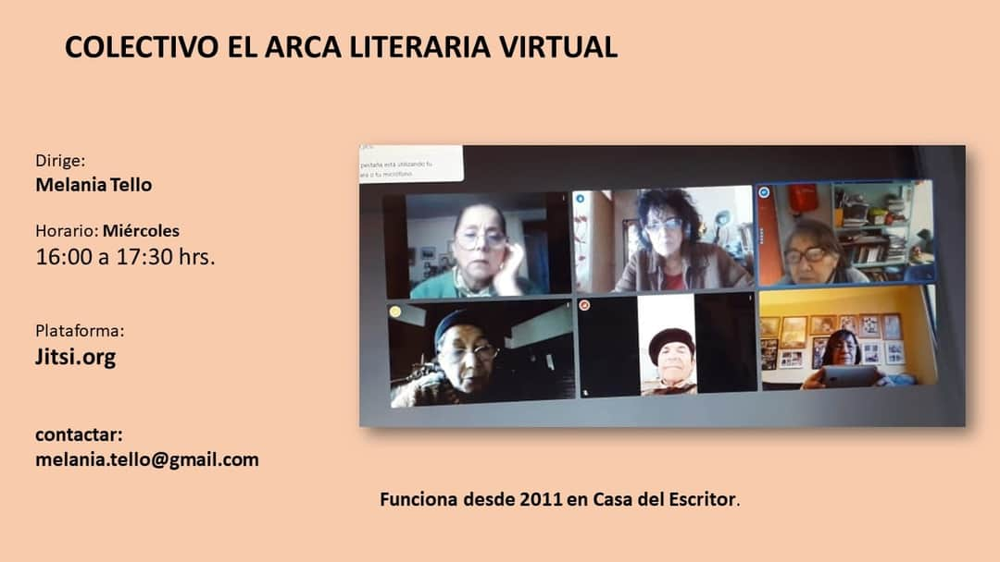 COLECTIVO EL ARCA LITERARIA VIRTUAL
Dirige:
Melania Tello
Horario: Miércoles
16:00 a 17:30 hrs.
Plataforma:
Jitsi.org
contactar:
melania.tello@gmail.com
pestaña está utilizando tu
ara o tu micrófono.
Funciona desde 2011 en Casa del Escritor.